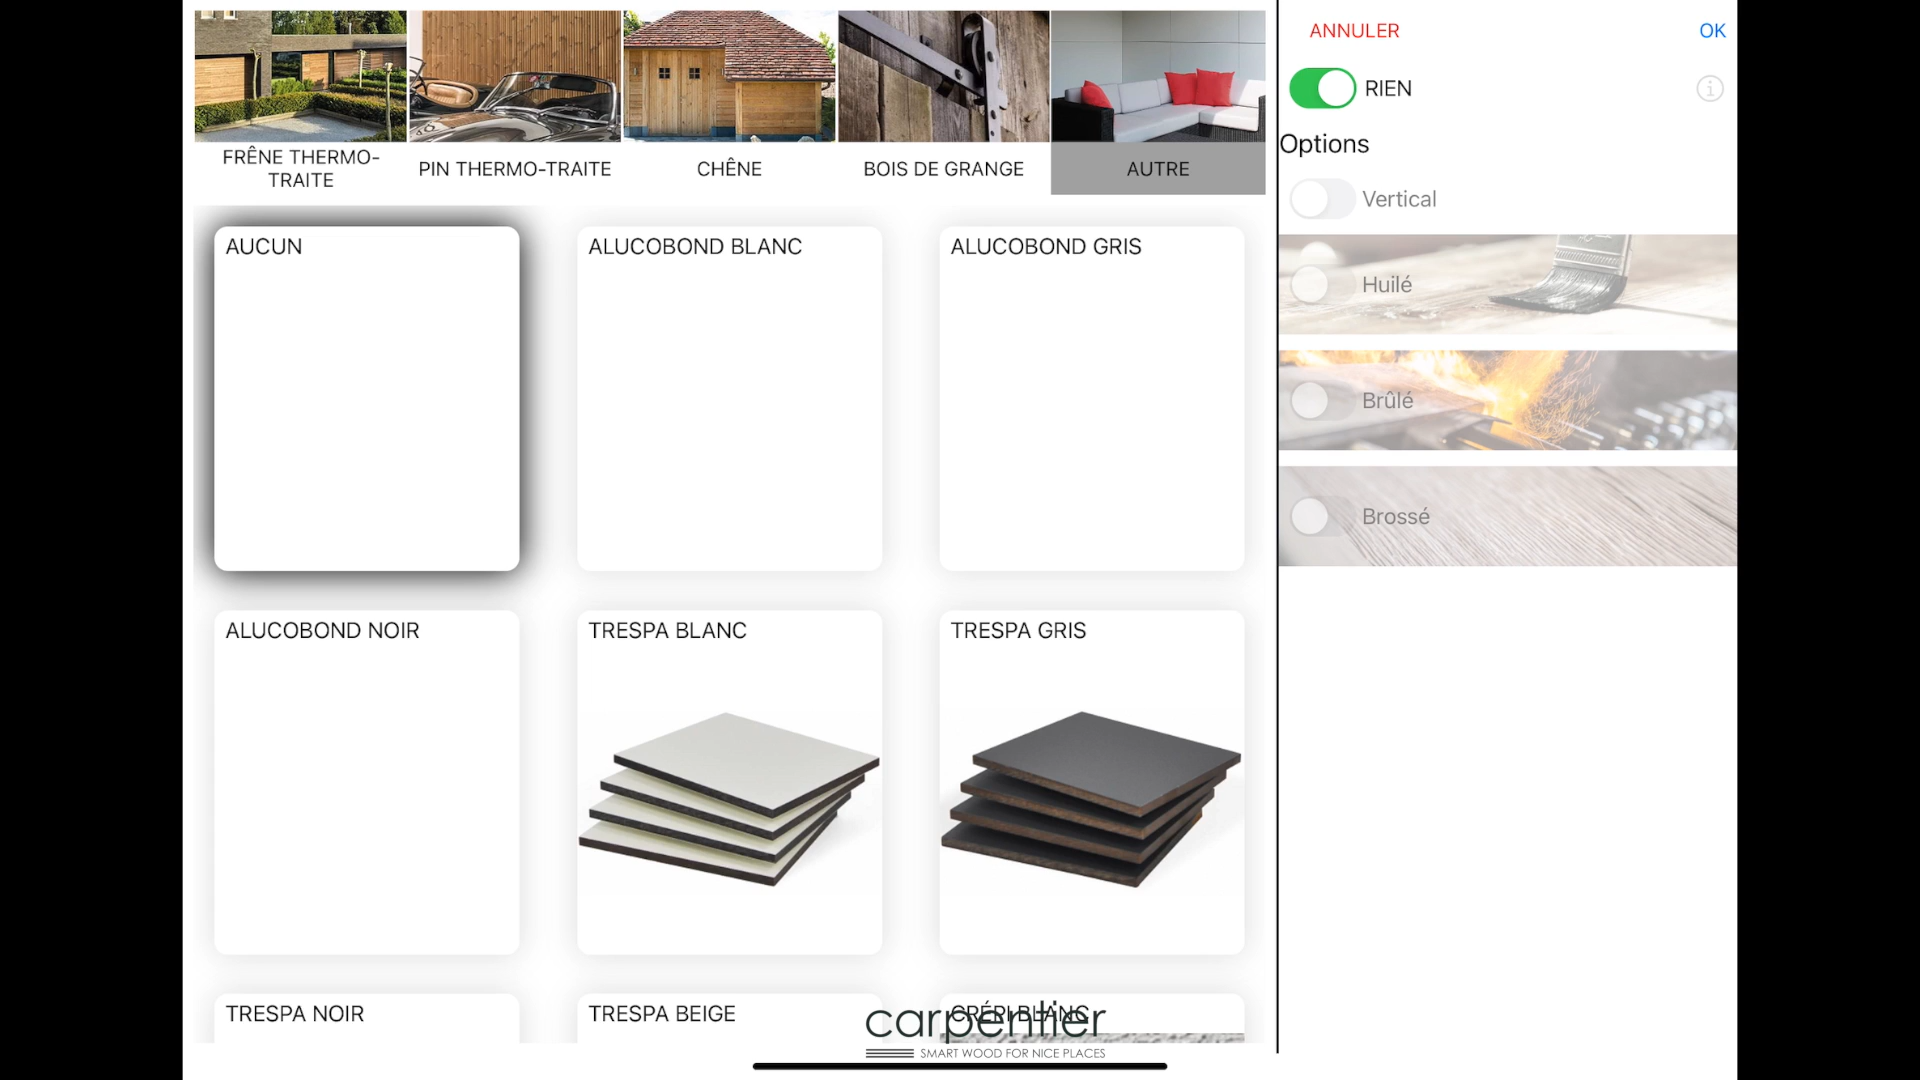 FRÊNE THERMO-
TRAITE
PIN THERMO-TRAITE
CHÊNE
BOIS DE GRANGE
AUTRE
AUCUN
ALUCOBOND BLANC
ALUCOBOND GRIS
ALUCOBOND NOIR
TRESPA BLANC
TRESPA GRIS
TRESPA NOIR
TRESPA BEIGE
CRÉPI BLANC
carpentier
SMART WOOD FOR NICE PLACES
ANNULER
OK
RIEN
Options
Vertical
Huilé
Brûlé
Brossé